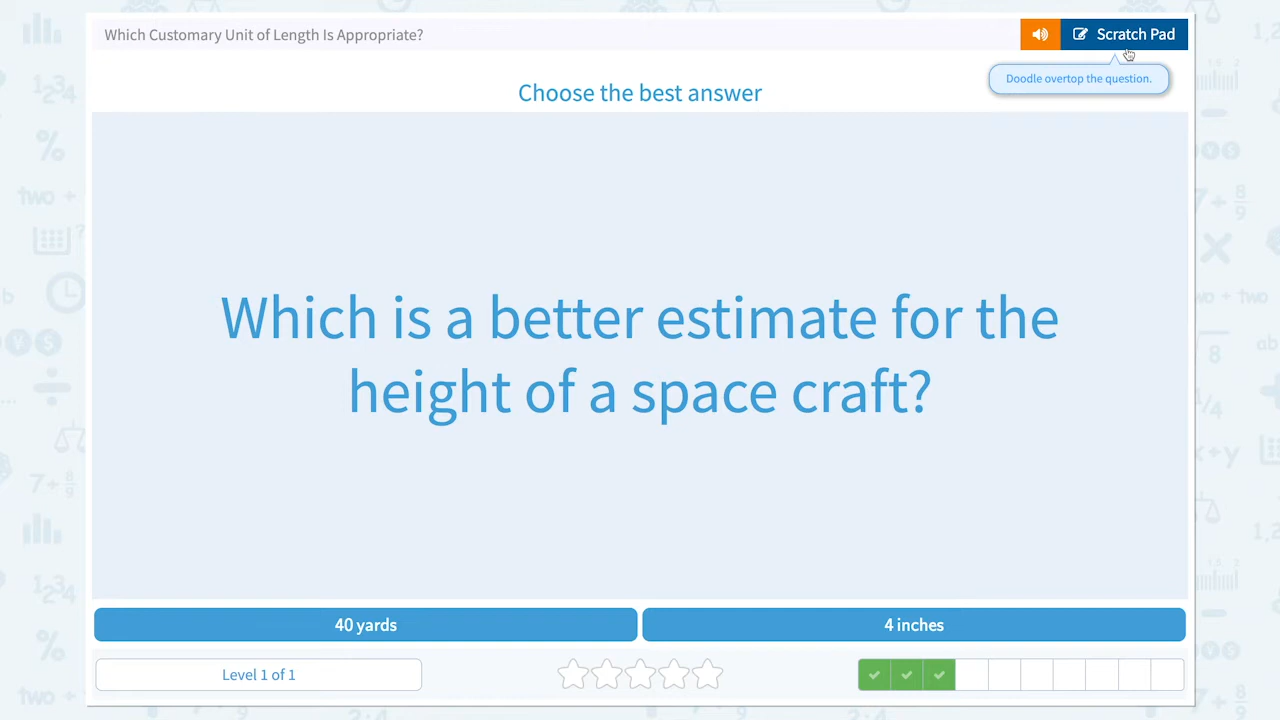 Which Customary Unit of Length Is Appropriate?
Scratch Pad
Doodle overtop the question.
Choose the best answer
Which is a better estimate for the
height of a space craft?
40 yards
4 inches
Level 1 of 1